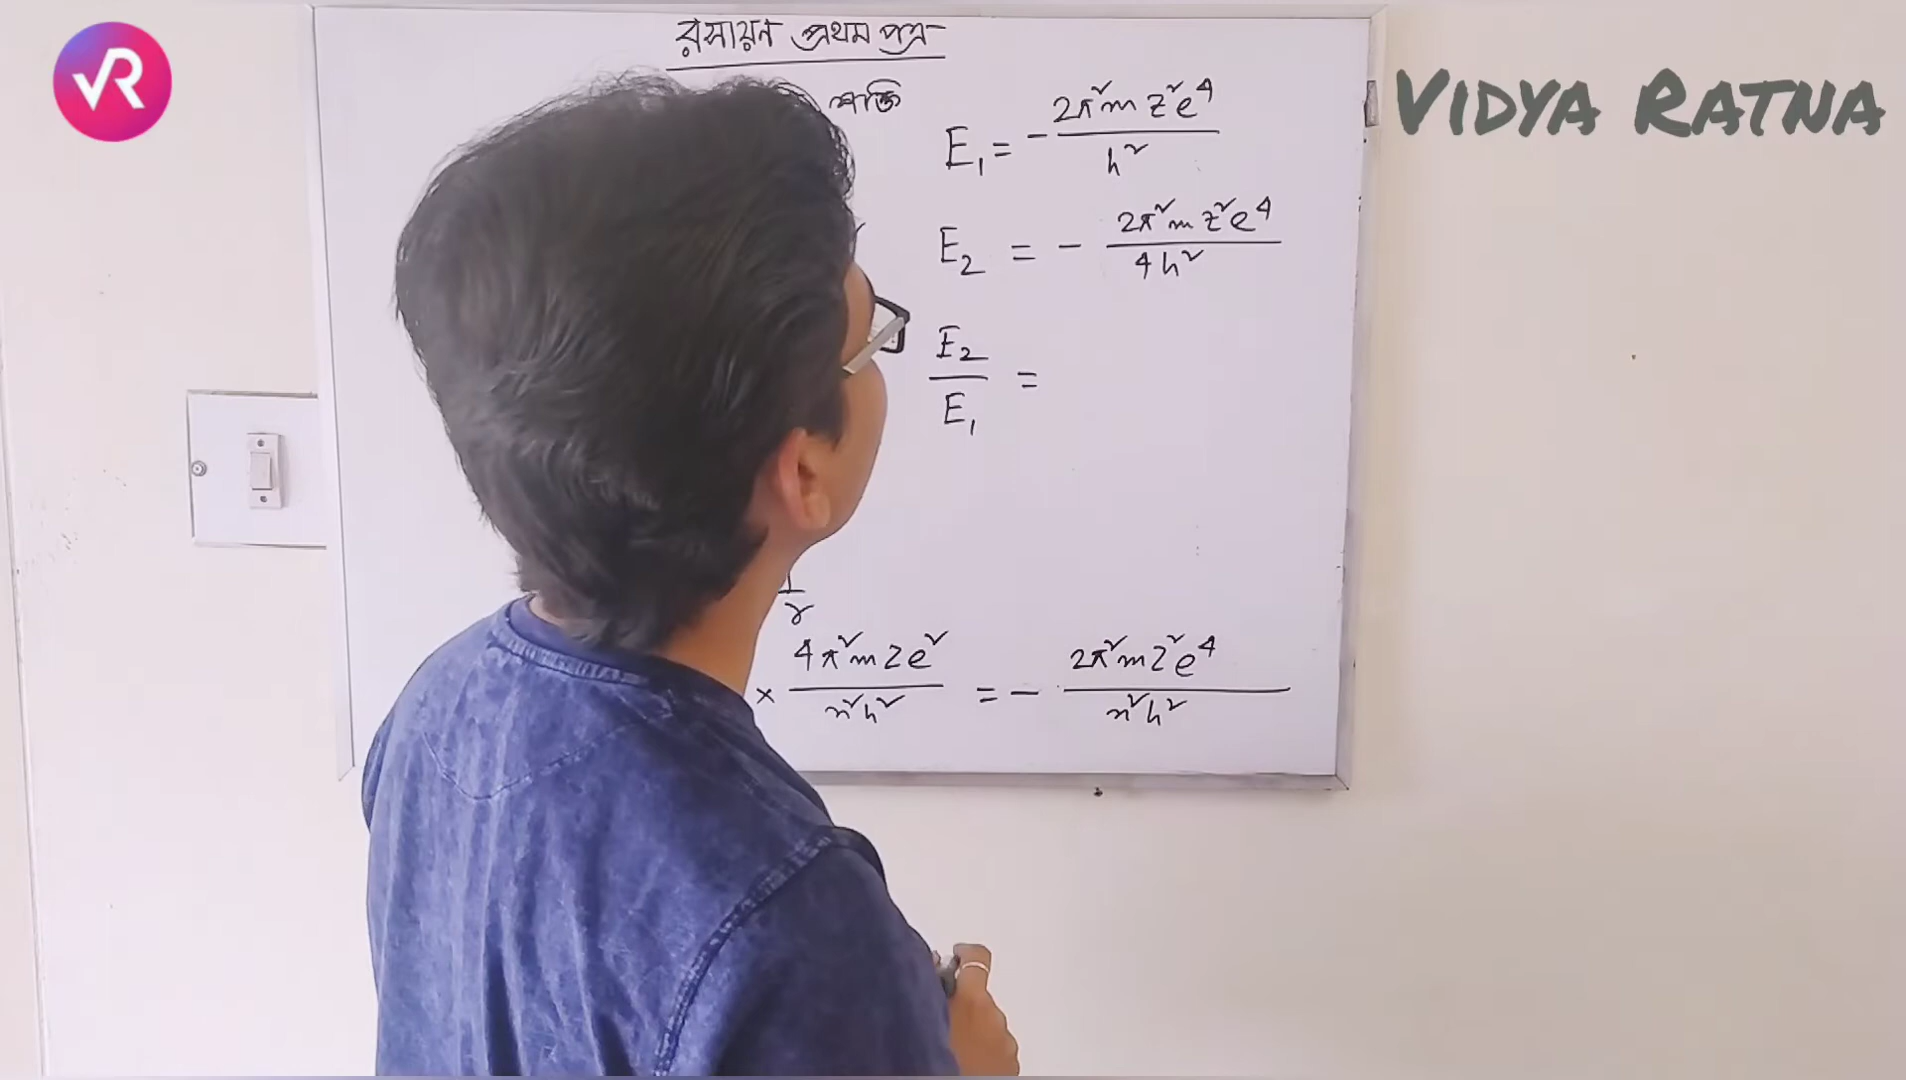 VR
VIDYA RATNA
রসায়ন প্রথম পত্র
শক্তি
E₁ = - 2π²mz²e⁴ / h²
E₂ = - 2π²mz²e⁴ / 4h²
E₂ / E₁ =
1 / r
× 4π²mZe² / n²h² = - 2π²mZ²e⁴ / n²h²